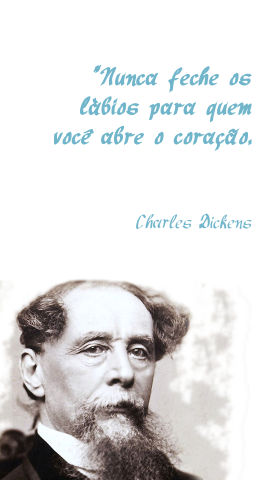 "Nunca feche os
lábios para quem
você abre o coração.
Charles Dickens